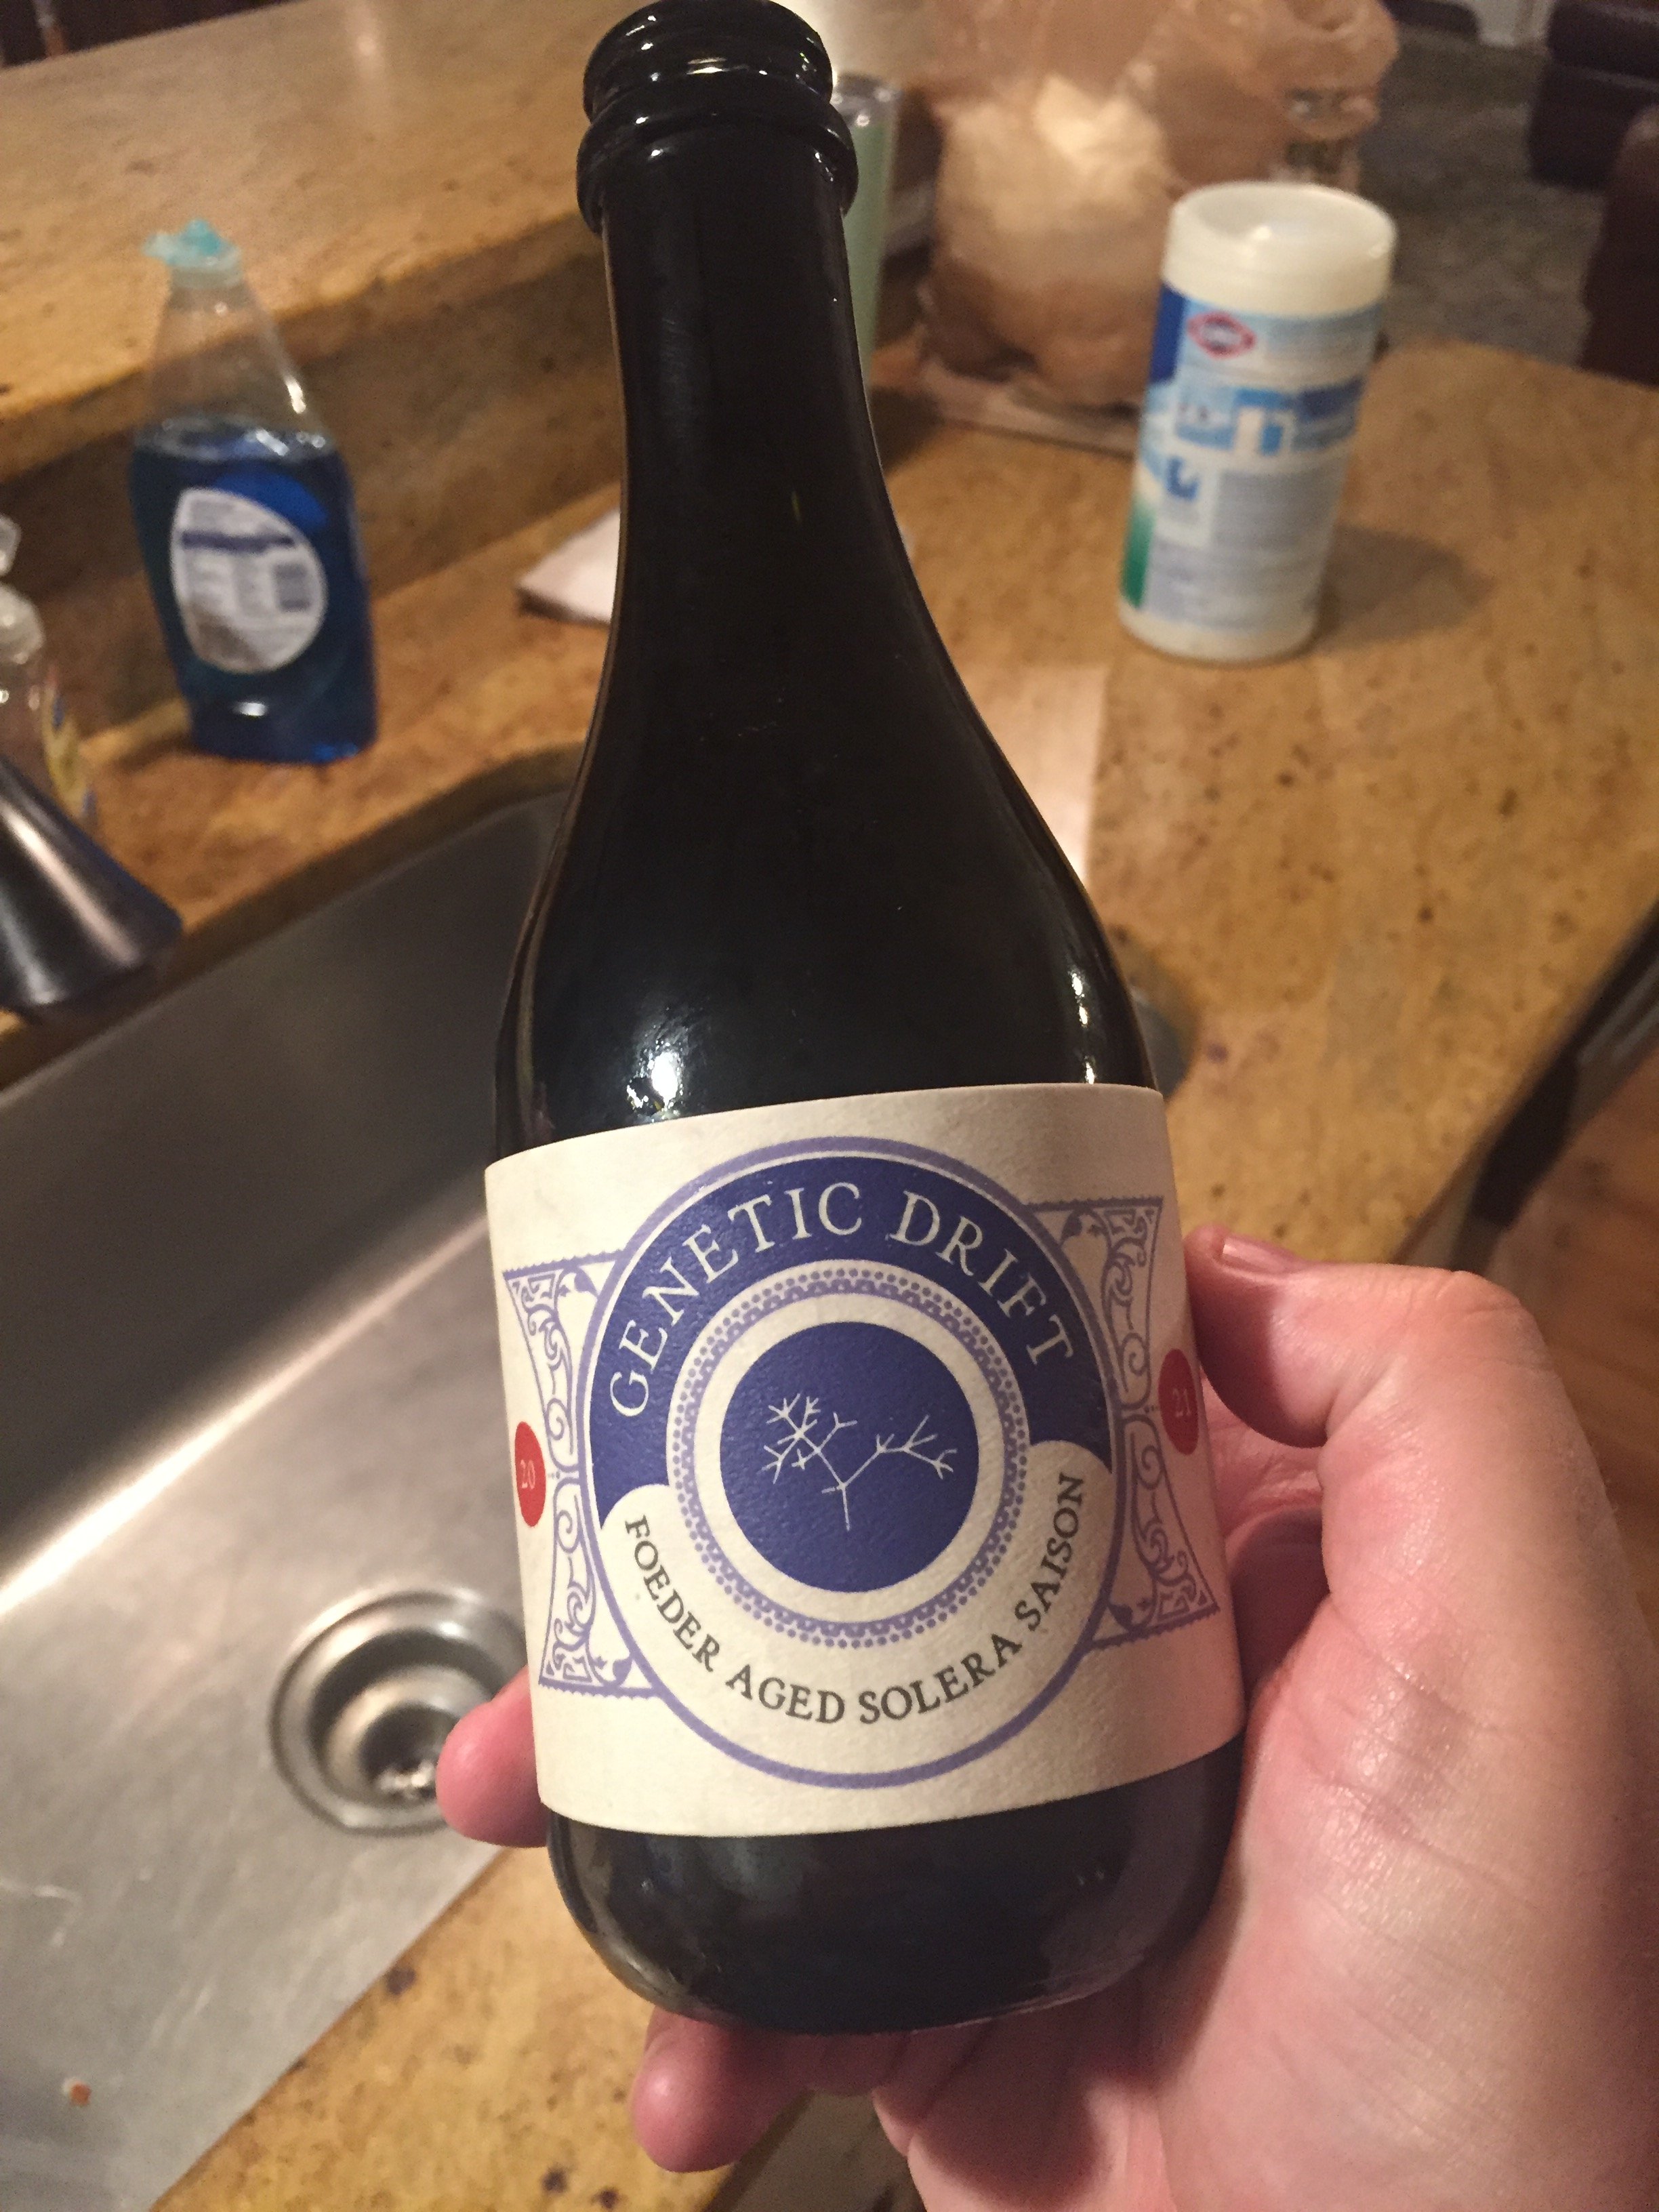 GENETIC DRIFT
20
21
FOEDER AGED SOLERA SAISON